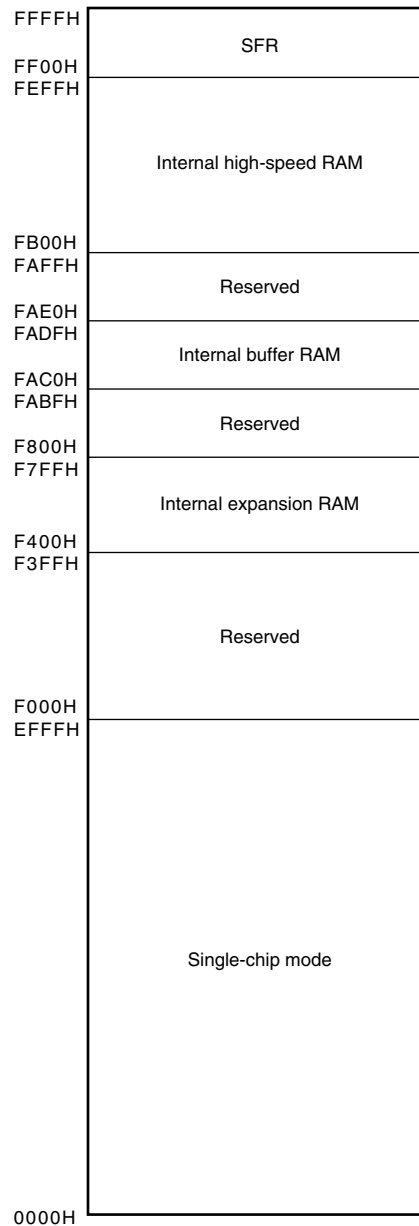 FFFFH
SFR
FF00H
FEFFH
Internal high-speed RAM
FB00H
FAFFH
Reserved
FAE0H
FADFH
Internal buffer RAM
FAC0H
FABFH
Reserved
F800H
F7FFH
Internal expansion RAM
F400H
F3FFH
Reserved
F000H
EFFFH
Single-chip mode
0000H